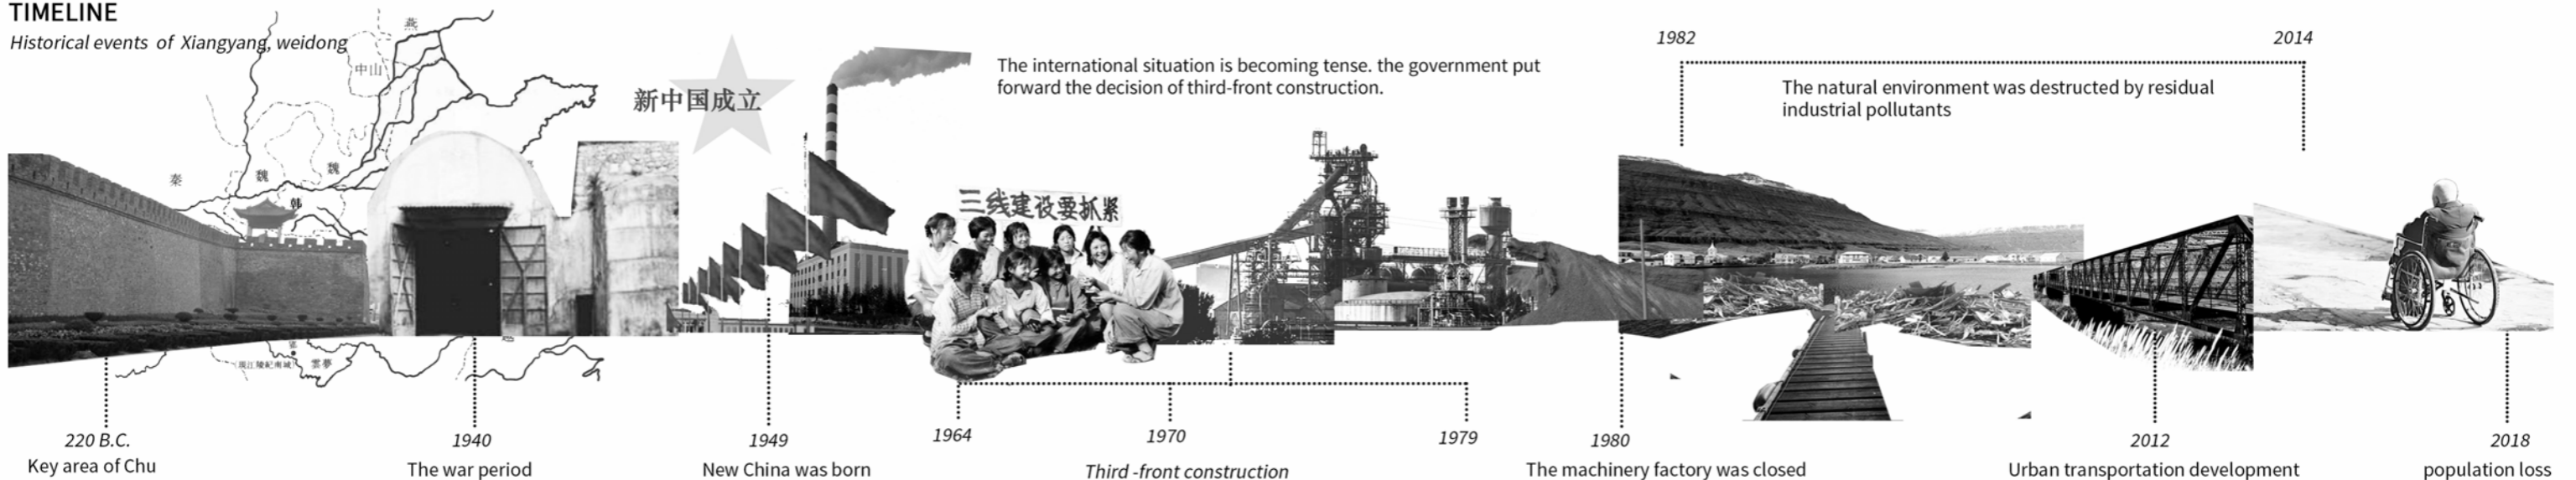 TIMELINE
Historical events of Xiangyang, weidong
燕
中山
秦
魏
魏
韩
雲夢
新中国成立
The international situation is becoming tense. the government put
forward the decision of third-front construction.
三线建设要抓紧
1982
2014
The natural environment was destructed by residual
industrial pollutants
220 B.C.
Key area of Chu
1940
The war period
1949
New China was born
1964
1970
1979
Third -front construction
1980
The machinery factory was closed
2012
Urban transportation development
2018
population loss